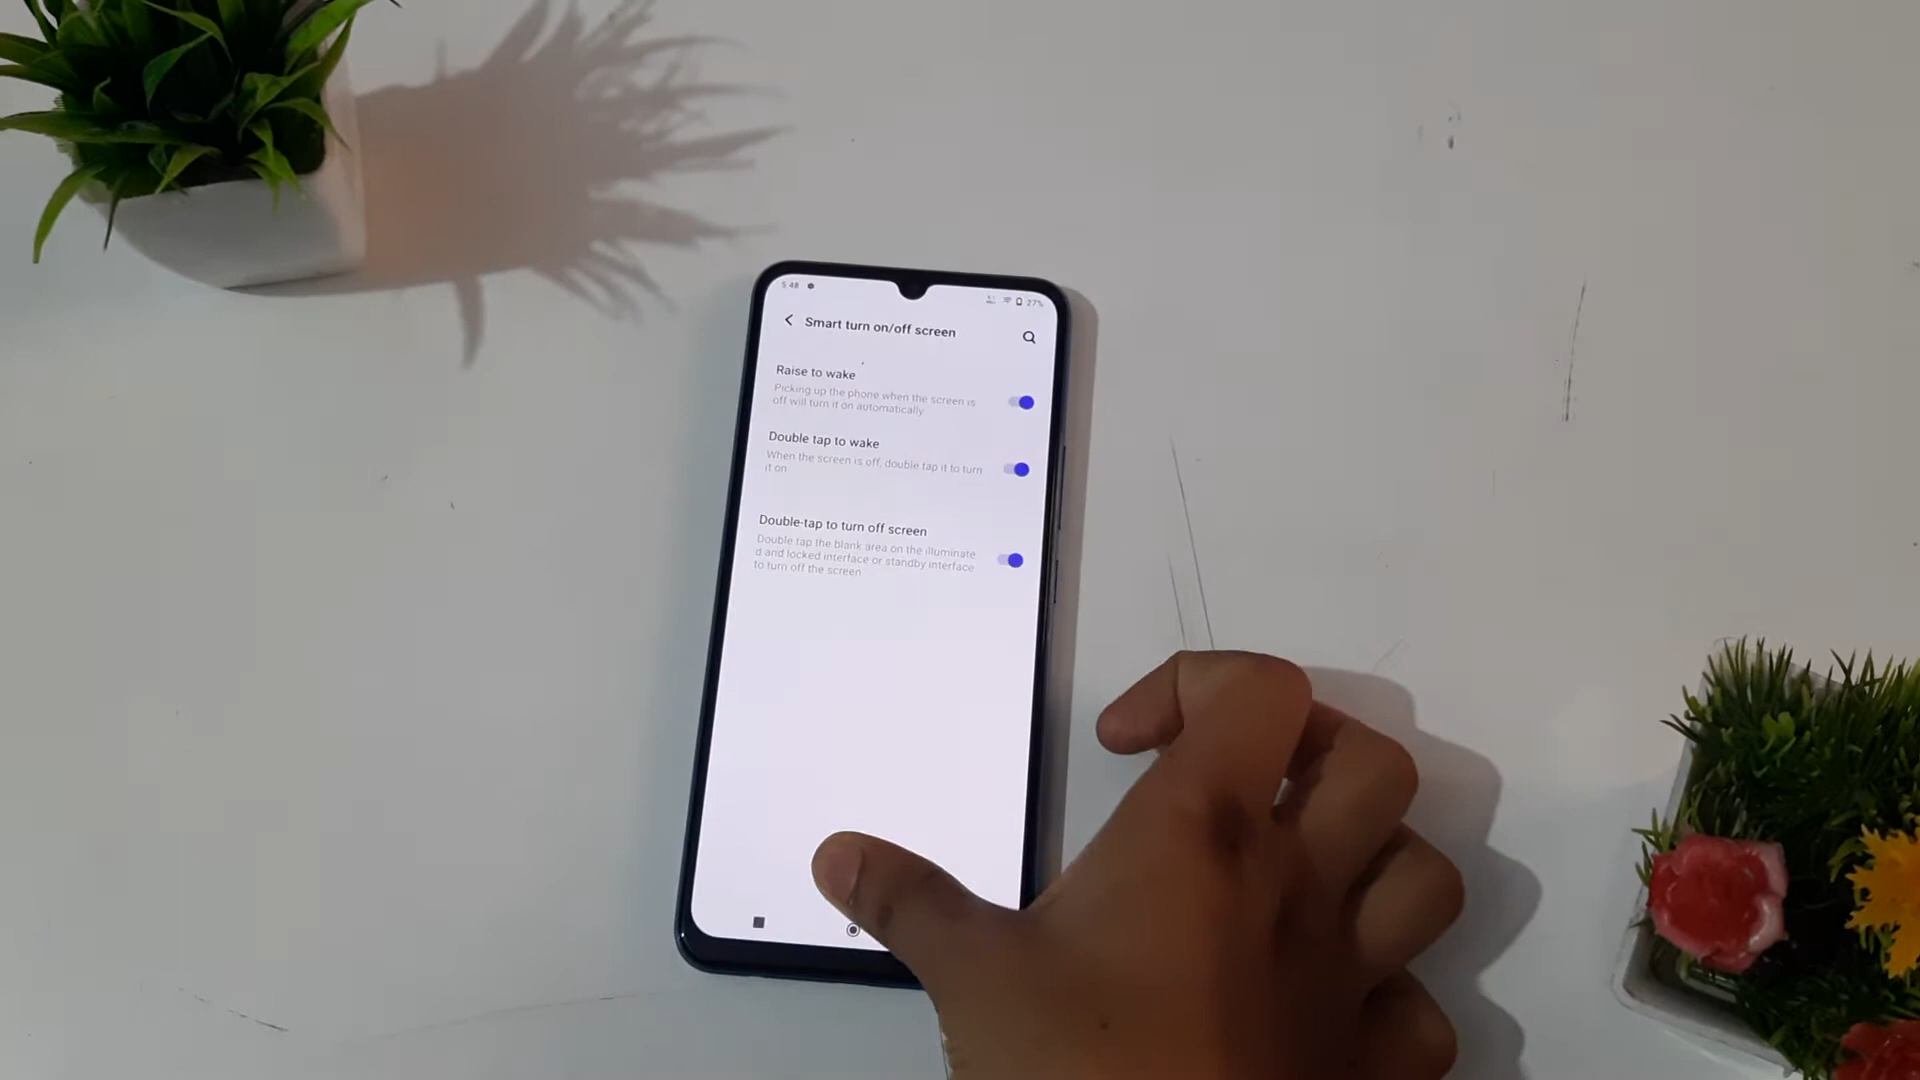 5:48
27%
Smart turn on/off screen
Raise to wake
Picking up the phone when the screen is
off will turn it on automatically
Double tap to wake
When the screen is off, double tap it to turn
it on
Double-tap to turn off screen
Double tap the blank area on the illuminate
d and locked interface or standby interface
to turn off the screen